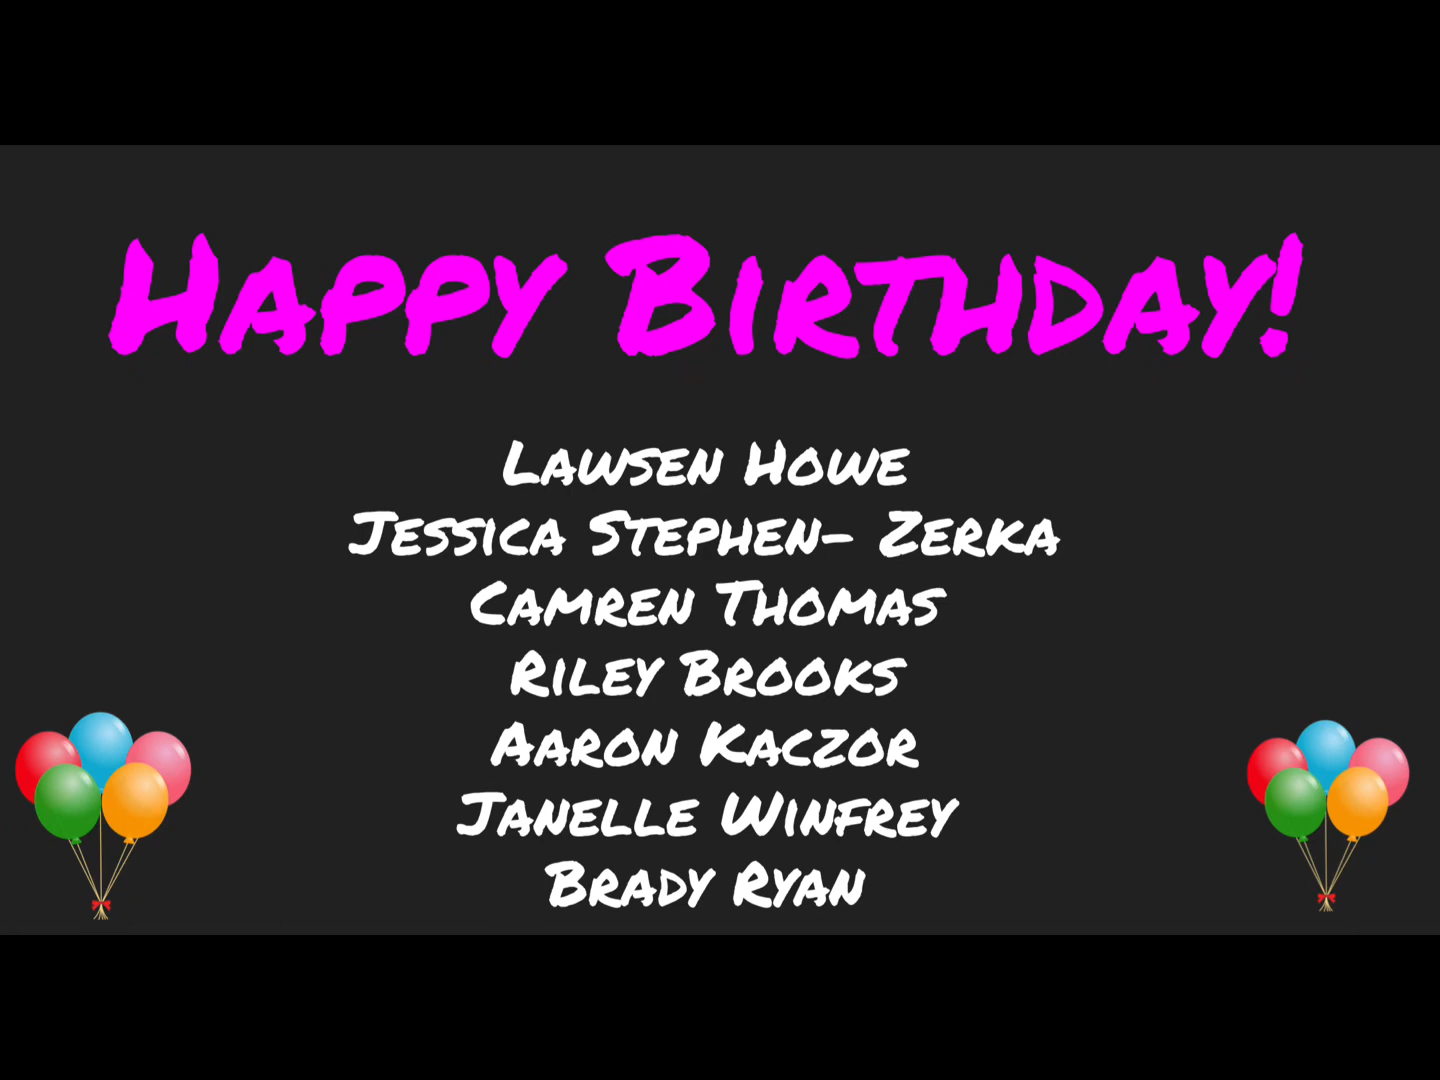 Happy Birthday!
Lawsen Howe
Jessica Stephen- Zerka
Camren Thomas
Riley Brooks
Aaron Kaczor
Janelle Winfrey
Brady Ryan